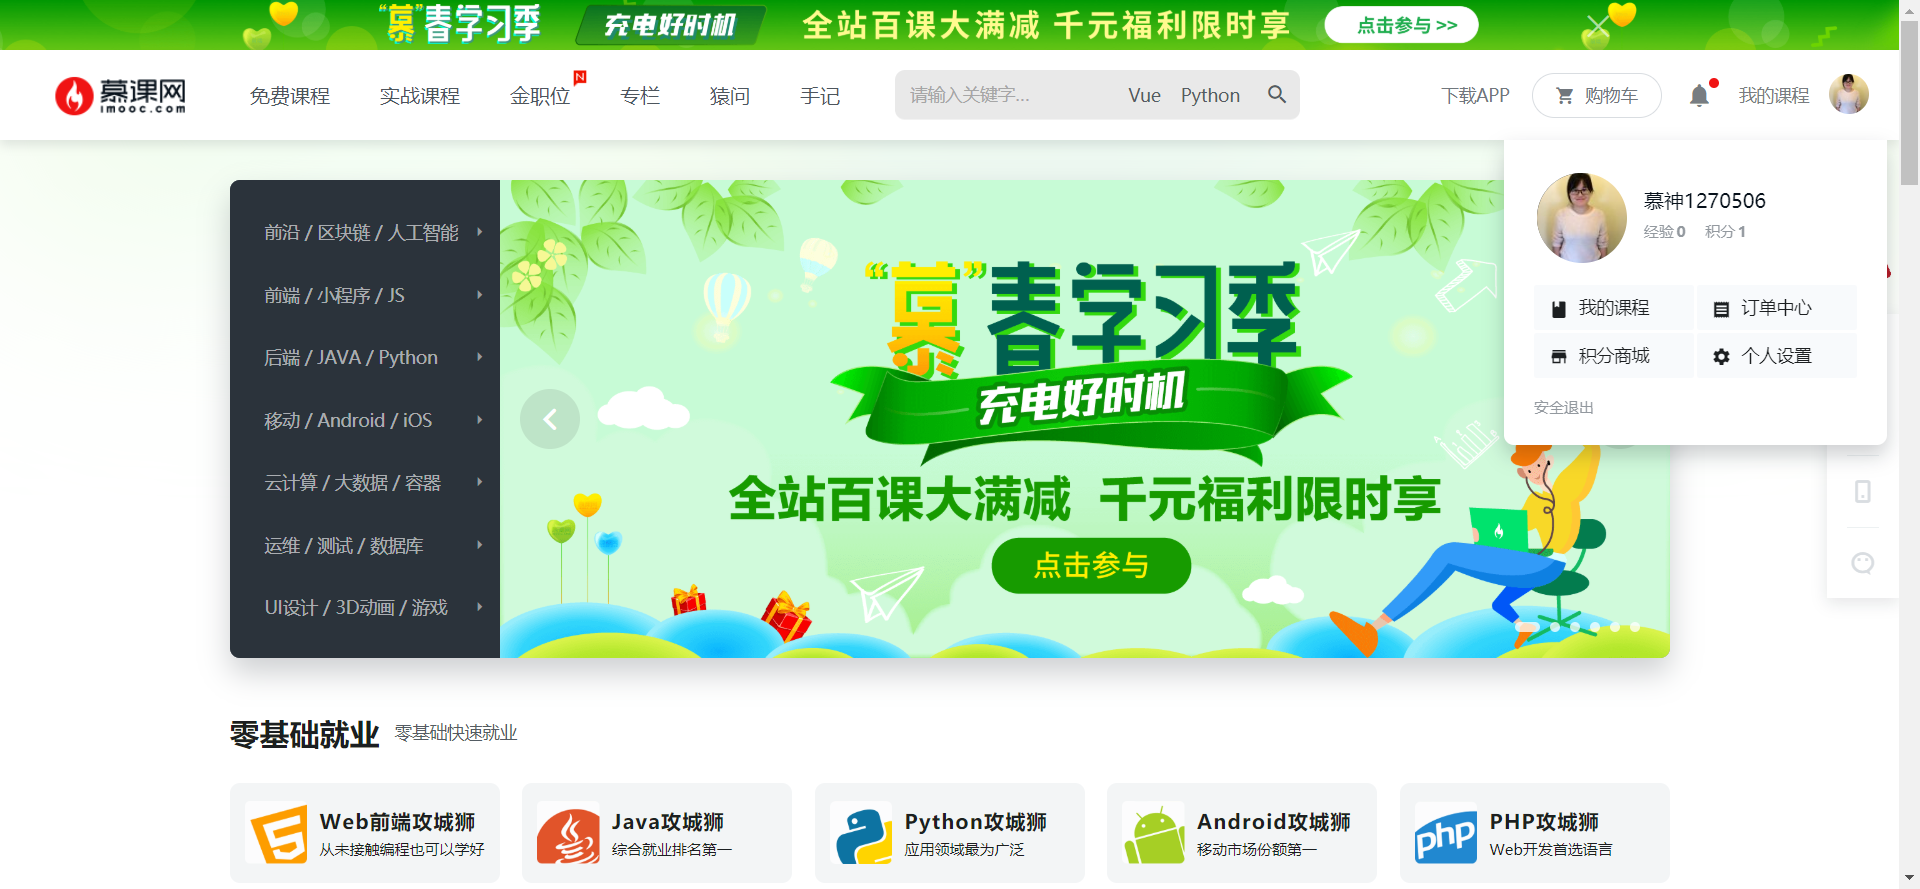 “慕”春学习季 充电好时机 全站百课大满减 千元福利限时享 点击参与 >>
慕课网
imooc.com
免费课程 实战课程 金职位 N 专栏 猿问 手记
请输入关键字... Vue Python
下载APP 购物车 我的课程
慕神1270506
经验0 积分1
我的课程 订单中心
积分商城 个人设置
安全退出
前沿 / 区块链 / 人工智能
前端 / 小程序 / JS
后端 / JAVA / Python
移动 / Android / iOS
云计算 / 大数据 / 容器
运维 / 测试 / 数据库
UI设计 / 3D动画 / 游戏
“慕”春学习季
充电好时机
全站百课大满减 千元福利限时享
点击参与
零基础就业 零基础快速就业
Web前端攻城狮
从未接触编程也可以学好
Java攻城狮
综合就业排名第一
Python攻城狮
应用领域最为广泛
Android攻城狮
移动市场份额第一
php
PHP攻城狮
Web开发首选语言